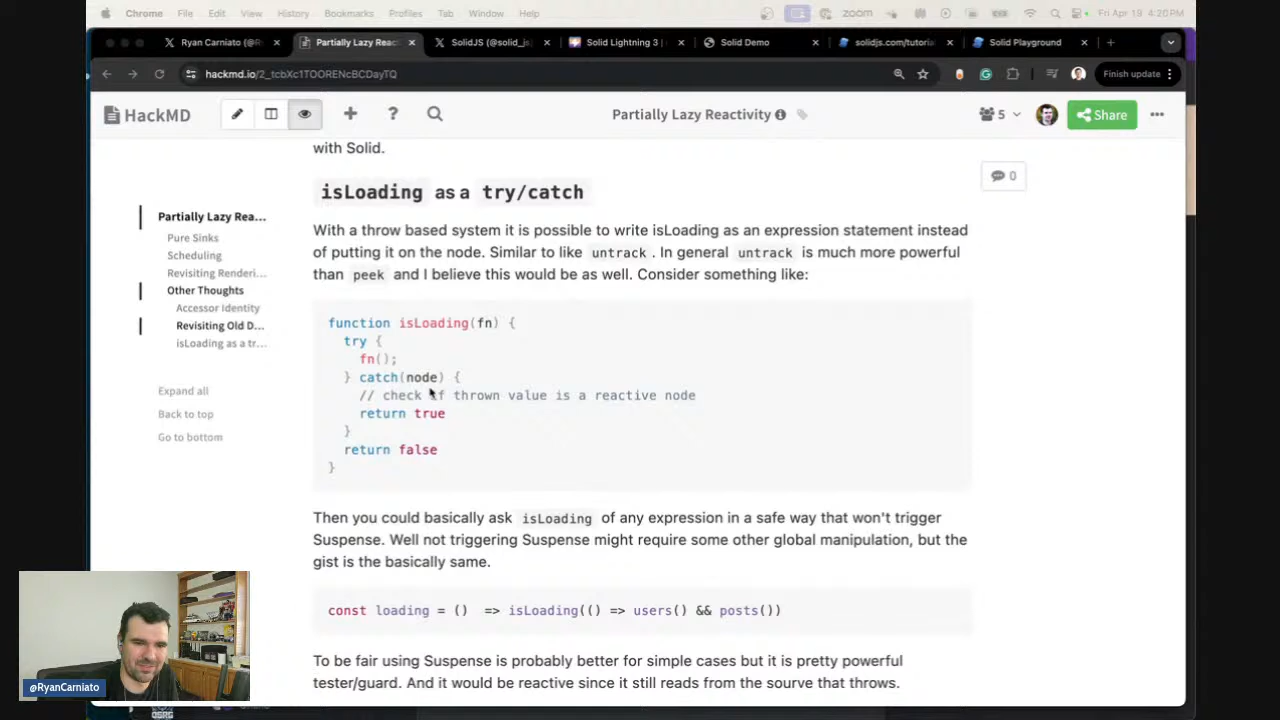 Chrome File Edit View History Bookmarks Profiles Tab Window Help zoom Fri Apr 19 4:20 PM
Ryan Carniato (@R Partially Lazy Reac SolidJS (@solid_js Solid Lightning 3 | Solid Demo solidjs.com/tutoria Solid Playground
hackmd.io/2_tcbXc1TOORENcBCDayTQ Finish update
HackMD Partially Lazy Reactivity 5 Share
with Solid.
0
isLoading as a try/catch
Partially Lazy Rea...
Pure Sinks
Scheduling
Revisiting Renderi...
Other Thoughts
Accessor Identity
Revisiting Old D...
isLoading as a tr...
Expand all
Back to top
Go to bottom
With a throw based system it is possible to write isLoading as an expression statement instead
of putting it on the node. Similar to like untrack . In general untrack is much more powerful
than peek and I believe this would be as well. Consider something like:
function isLoading(fn) {
try {
fn();
} catch(node) {
// check if thrown value is a reactive node
return true
}
return false
}
Then you could basically ask isLoading of any expression in a safe way that won't trigger
Suspense. Well not triggering Suspense might require some other global manipulation, but the
gist is the basically same.
const loading = () => isLoading(() => users() && posts())
To be fair using Suspense is probably better for simple cases but it is pretty powerful
tester/guard. And it would be reactive since it still reads from the sourve that throws.
@RyanCarniato